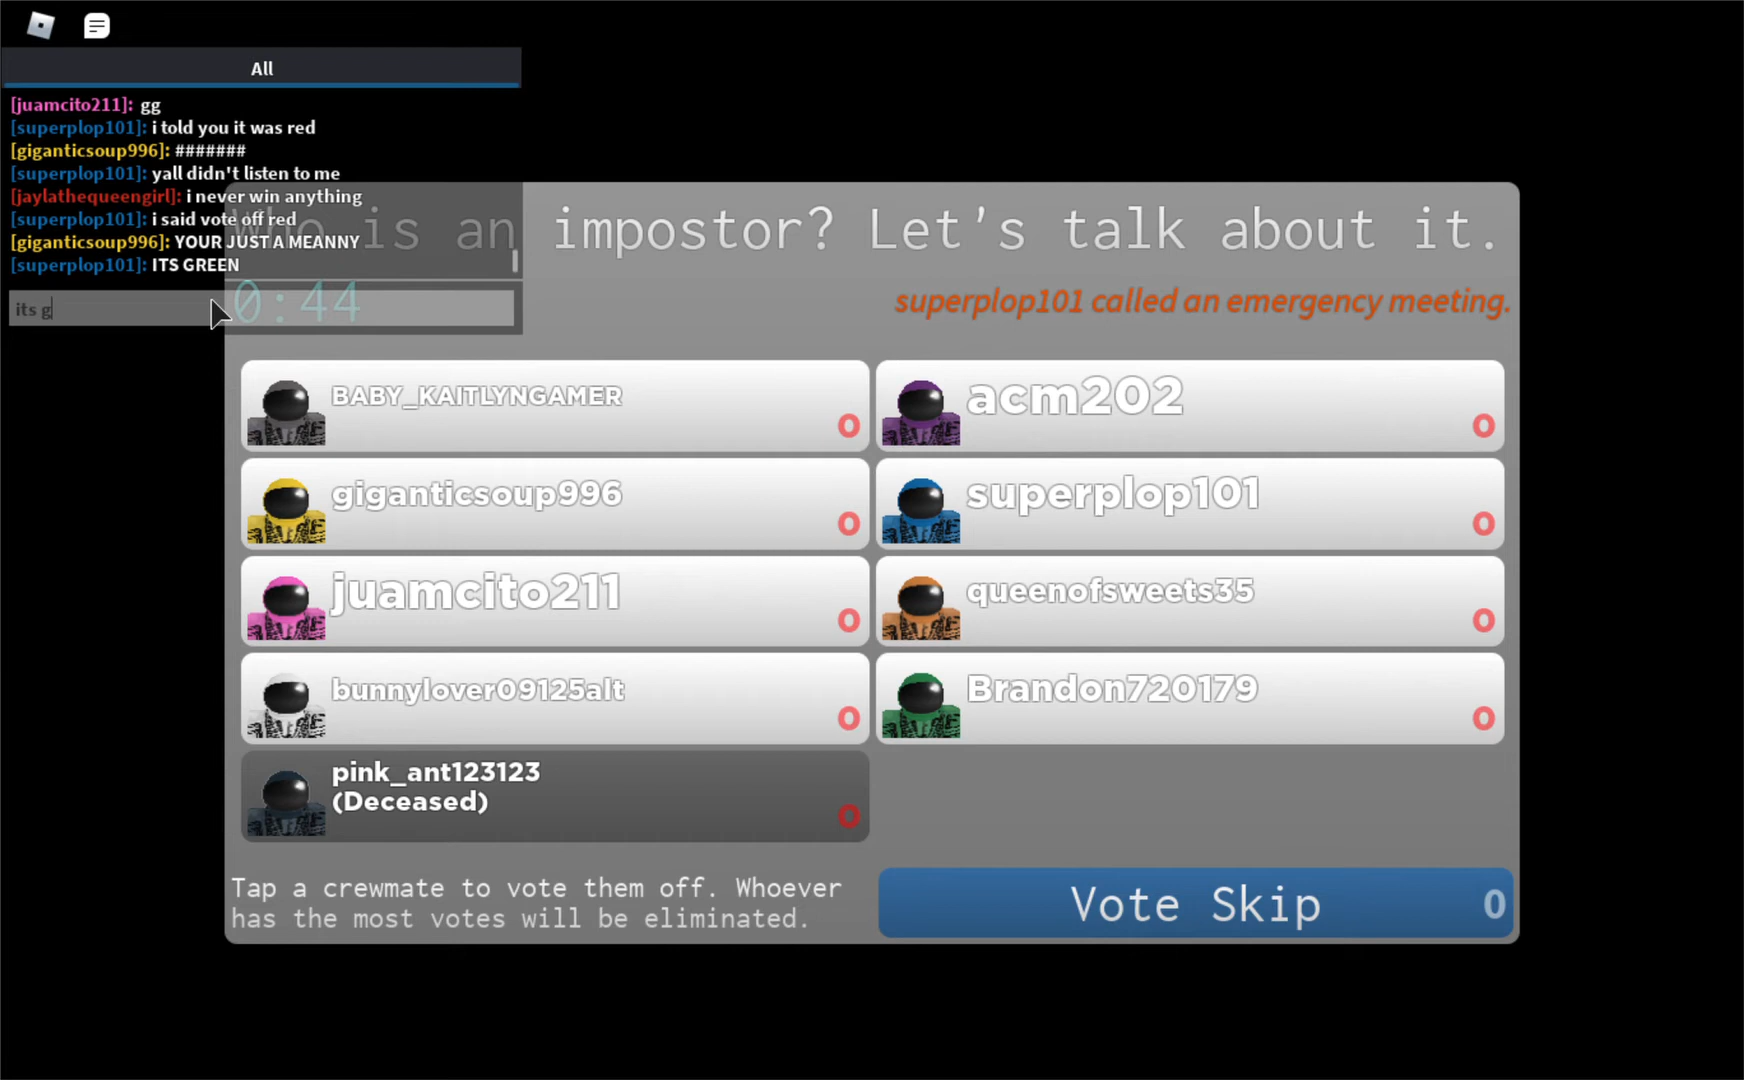 All
[juamcito211]: gg
[superplop101]: i told you it was red
[giganticsoup996]: #######
[superplop101]: yall didn't listen to me
[jaylathequeengirl]: i never win anything
[superplop101]: i said vote off red
[giganticsoup996]: YOUR JUST A MEANNY
[superplop101]: ITS GREEN
its g
Who is an impostor? Let's talk about it.
0:44
superplop101 called an emergency meeting.
BABY_KAITLYNGAMER
0
acm202
0
giganticsoup996
0
superplop101
0
juamcito211
0
queenofsweets35
0
bunnylover09125alt
0
Brandon720179
0
pink_ant123123
(Deceased)
0
Tap a crewmate to vote them off. Whoever
has the most votes will be eliminated.
Vote Skip 0